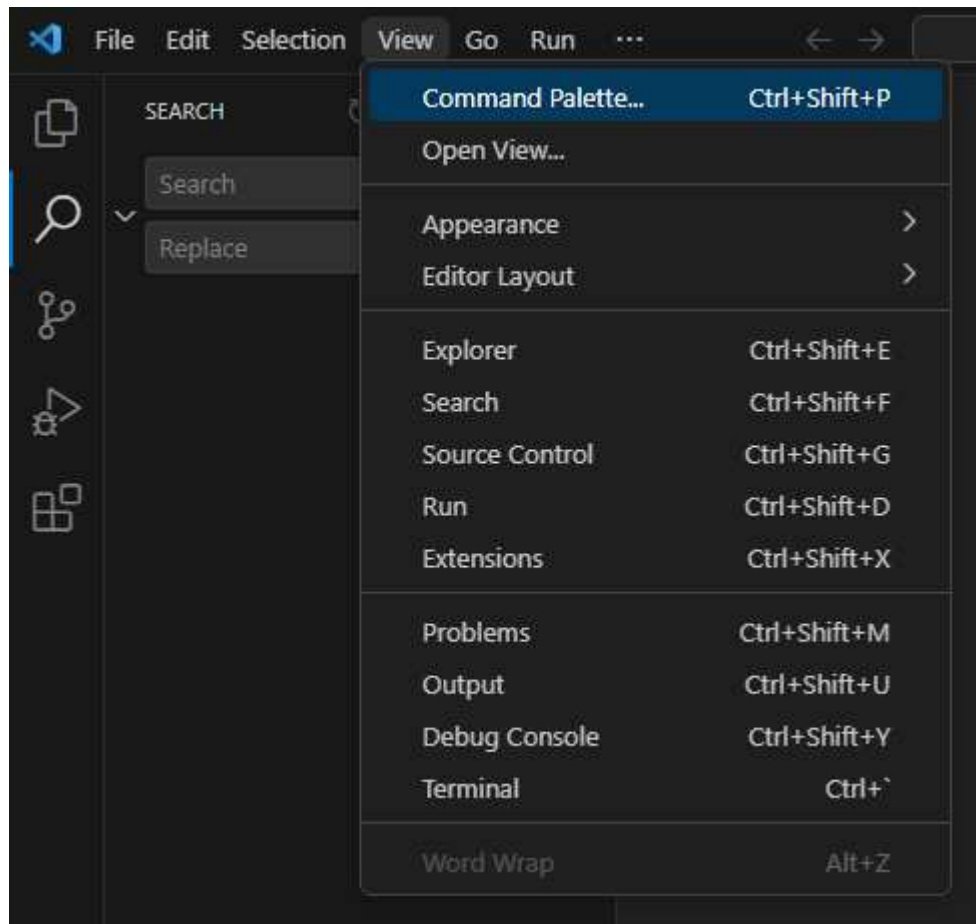 File Edit Selection View Go Run ···
SEARCH
Search
Replace
Command Palette... Ctrl+Shift+P
Open View...
Appearance
Editor Layout
Explorer Ctrl+Shift+E
Search Ctrl+Shift+F
Source Control Ctrl+Shift+G
Run Ctrl+Shift+D
Extensions Ctrl+Shift+X
Problems Ctrl+Shift+M
Output Ctrl+Shift+U
Debug Console Ctrl+Shift+Y
Terminal Ctrl+`
Word Wrap Alt+Z